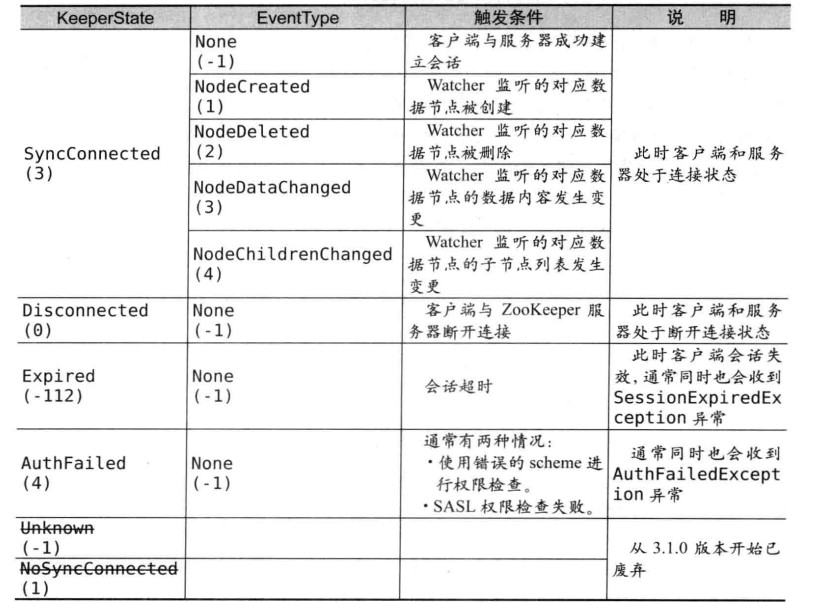 KeeperState EventType 触发条件 说 明
SyncConnected
(3)
None
(-1)
客户端与服务器成功建
立会话
NodeCreated
(1)
Watcher 监听的对应数
据节点被创建
NodeDeleted
(2)
Watcher 监听的对应数
据节点被删除
NodeDataChanged
(3)
Watcher 监听的对应数
据节点的数据内容发生变
更
NodeChildrenChanged
(4)
Watcher 监听的对应数
据节点的子节点列表发生
变更
此时客户端和服务
器处于连接状态
Disconnected
(0)
None
(-1)
客户端与 ZooKeeper 服
务器断开连接
此时客户端和服务
器处于断开连接状态
Expired
(-112)
None
(-1)
会话超时
此时客户端会话失
效,通常同时也会收到
SessionExpiredEx
ception 异常
AuthFailed
(4)
None
(-1)
通常有两种情况:
·使用错误的 scheme 进
行权限检查。
·SASL 权限检查失败。
通常同时也会收到
AuthFailedExcept
ion 异常
Unknown
(-1)
NoSyncConnected
(1)
从 3.1.0 版本开始已
废弃